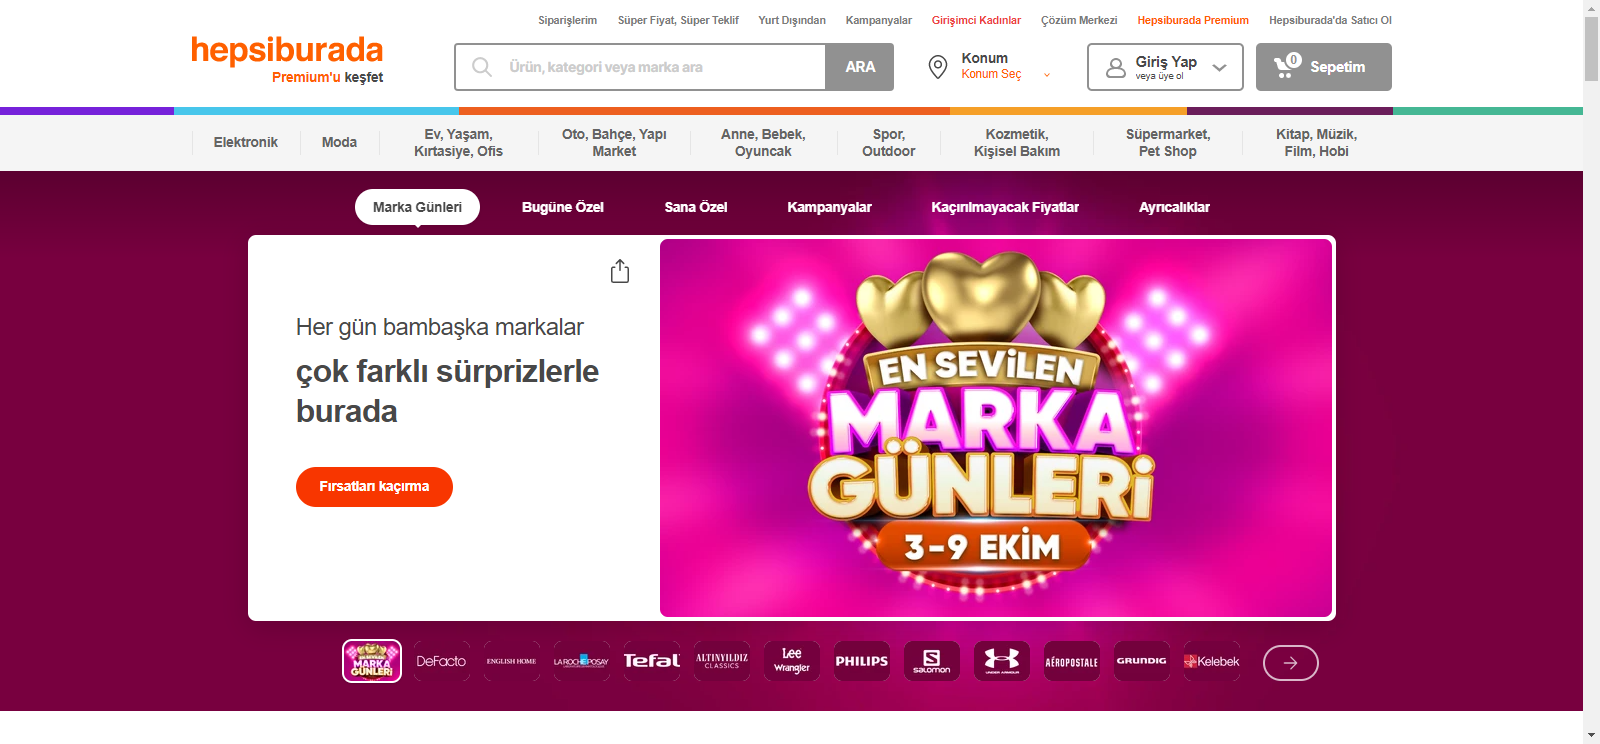 Siparişlerim
Süper Fiyat, Süper Teklif
Yurt Dışından
Kampanyalar
Girişimci Kadınlar
Çözüm Merkezi
Hepsiburada Premium
Hepsiburada'da Satıcı Ol
hepsiburada
Premium'u keşfet
Ürün, kategori veya marka ara
ARA
Konum
Konum Seç
Giriş Yap
veya üye ol
0
Sepetim
Elektronik
Moda
Ev, Yaşam,
Kırtasiye, Ofis
Oto, Bahçe, Yapı
Market
Anne, Bebek,
Oyuncak
Spor,
Outdoor
Kozmetik,
Kişisel Bakım
Süpermarket,
Pet Shop
Kitap, Müzik,
Film, Hobi
Marka Günleri
Bugüne Özel
Sana Özel
Kampanyalar
Kaçırılmayacak Fiyatlar
Ayrıcalıklar
Her gün bambaşka markalar
çok farklı sürprizlerle
burada
Fırsatları kaçırma
EN SEVİLEN
MARKA
GÜNLERİ
3-9 EKİM
EN SEVİLEN
MARKA
GÜNLERİ
DeFacto
ENGLISH HOME
LA ROCHE POSAY
Tefal
ALTINYILDIZ
CLASSICS
Lee
Wrangler
PHILIPS
SALOMON
UNDER ARMOUR
AÉROPOSTALE
GRUNDIG
Kelebek